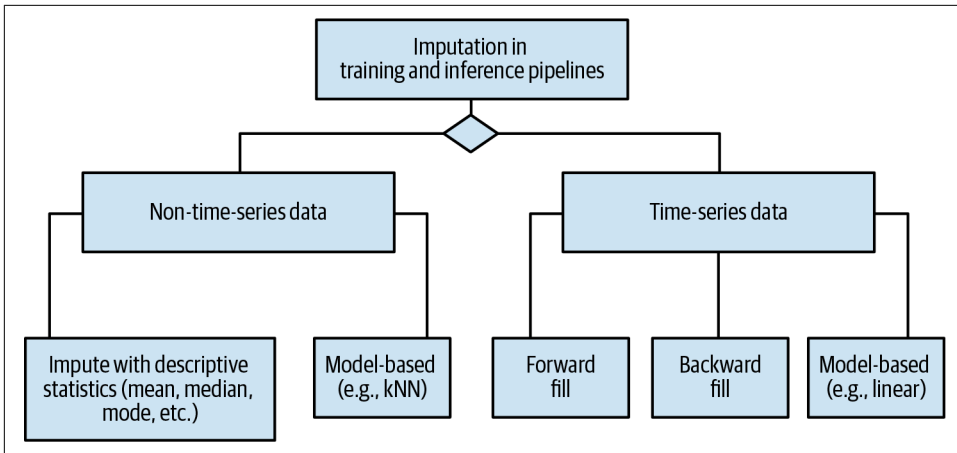 Imputation in
training and inference pipelines
Non-time-series data
Time-series data
Impute with descriptive
statistics (mean, median,
mode, etc.)
Model-based
(e.g., kNN)
Forward
fill
Backward
fill
Model-based
(e.g., linear)